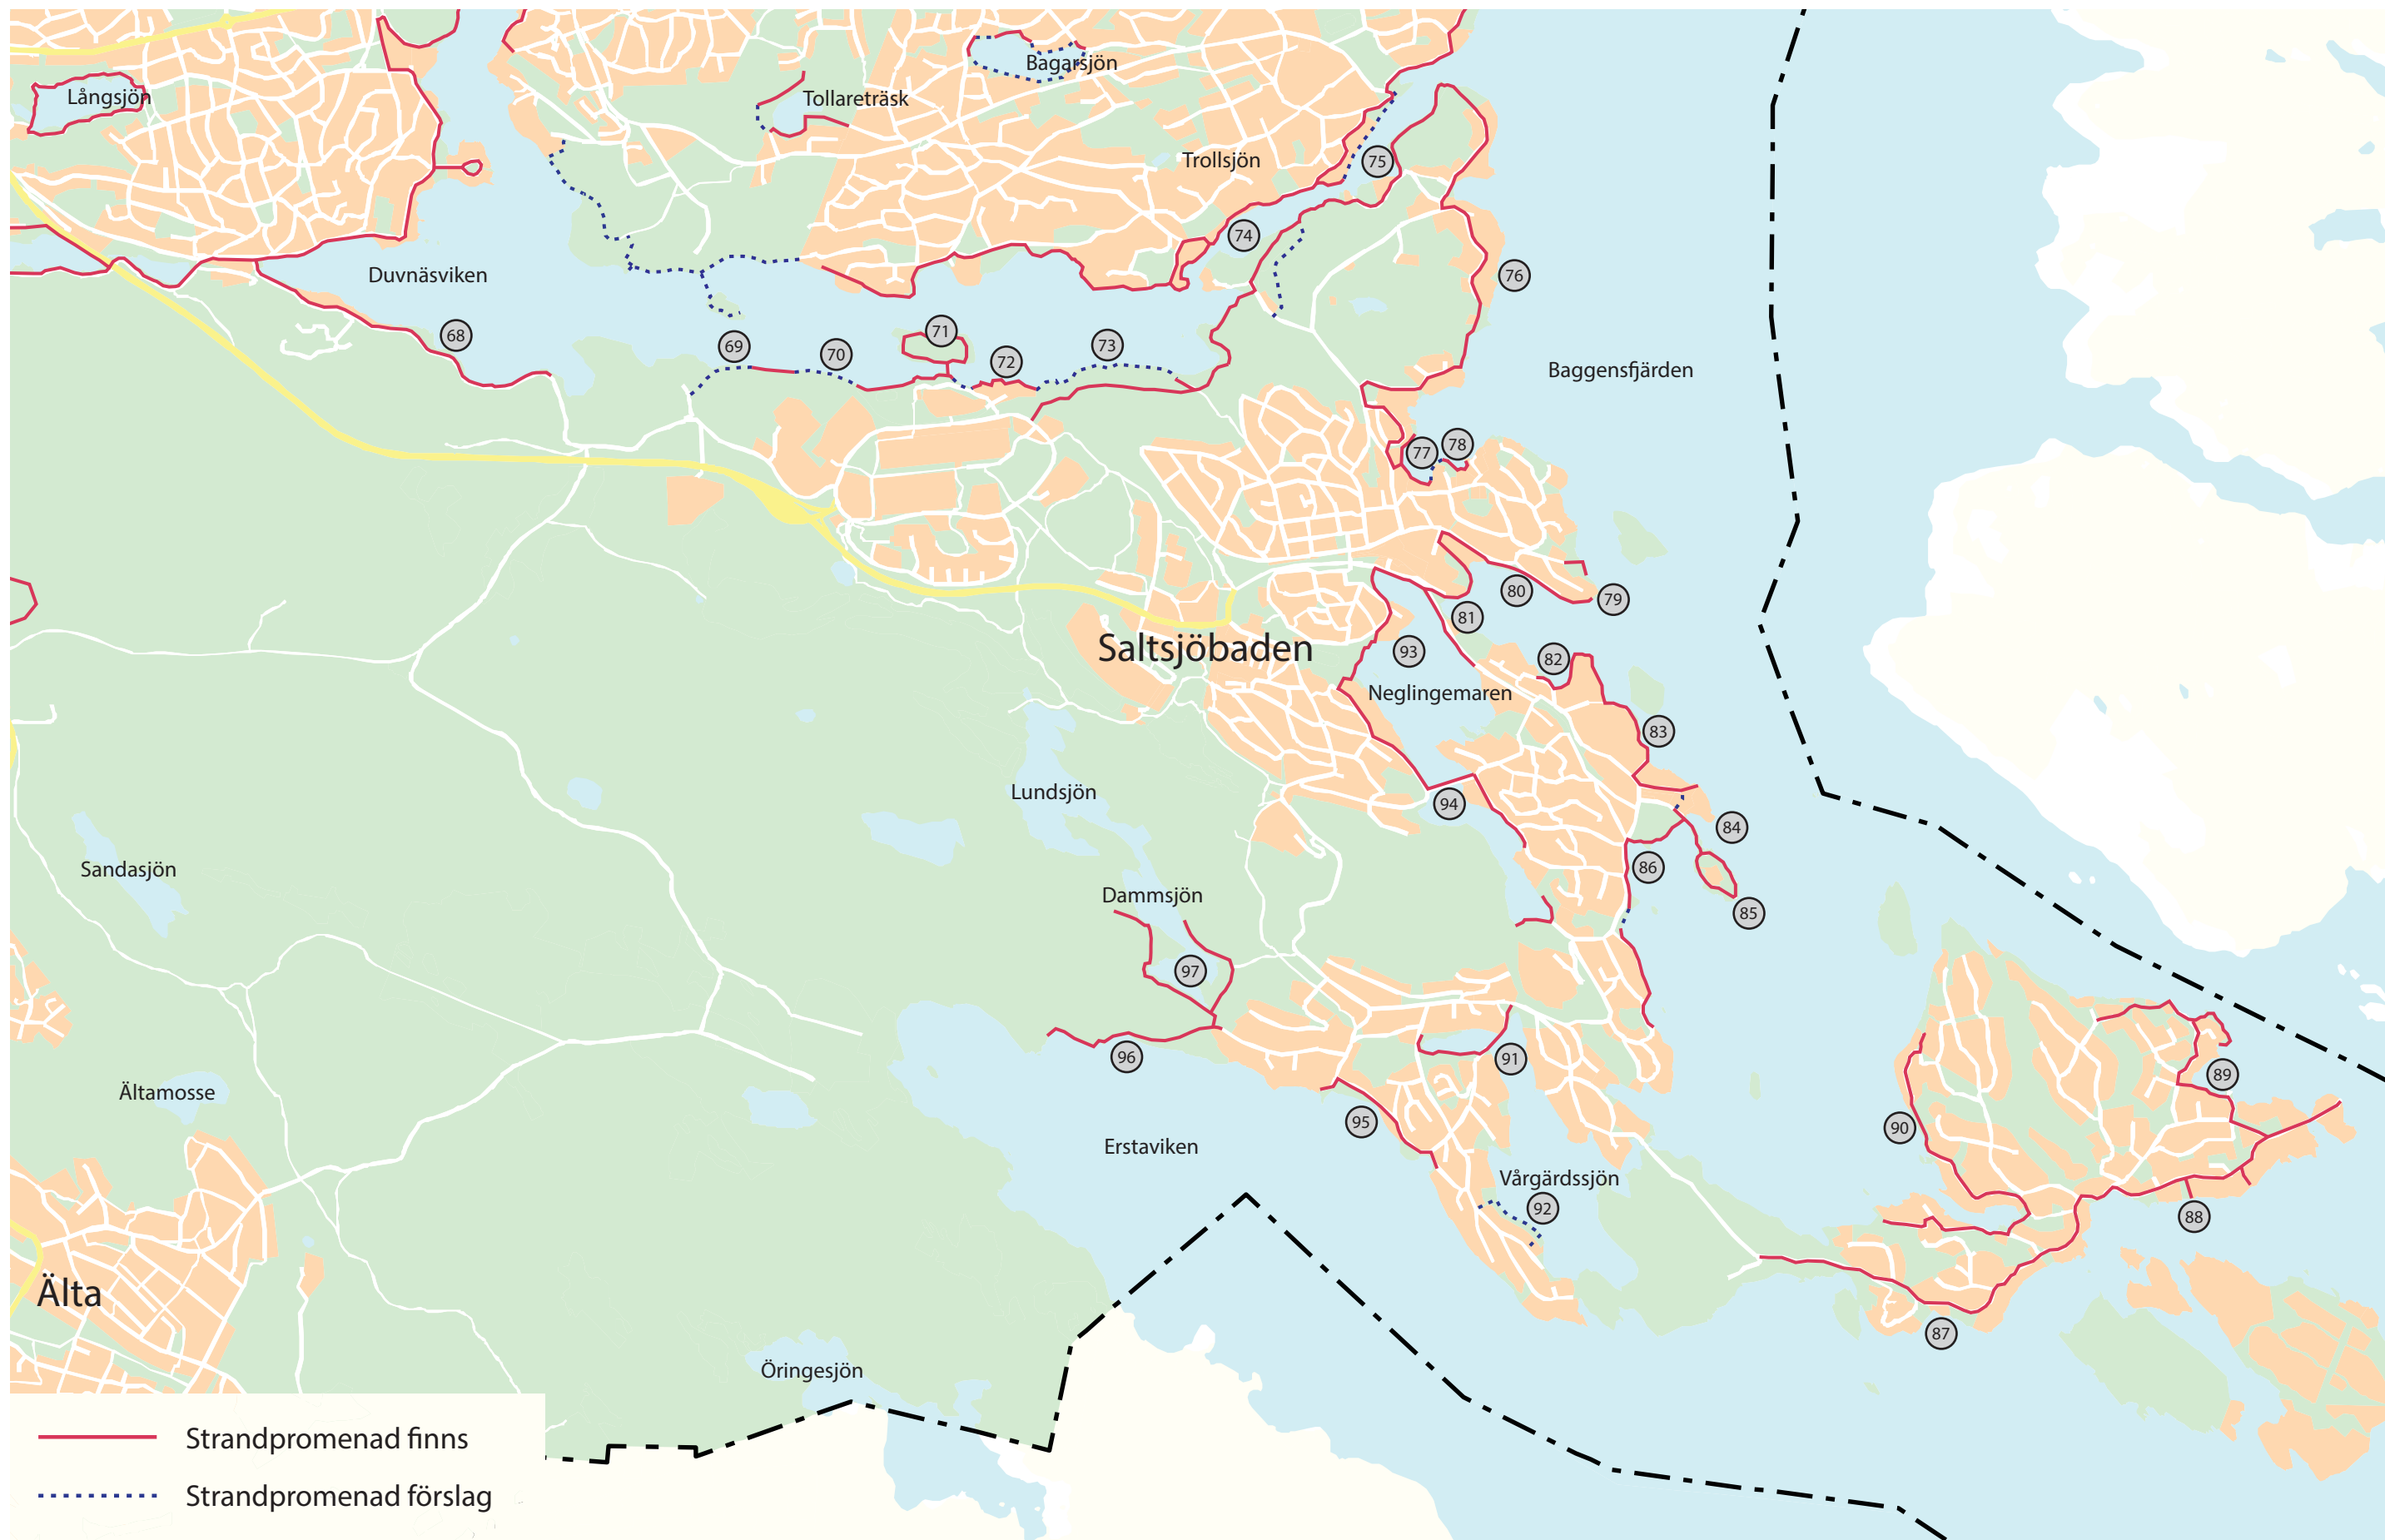 Bagarsjön
Långsjön
Tollareträsk
Trollsjön
75
74
Duvnäsviken
76
68
71
69
70
72
73
Baggensfjärden
77
78
80
79
81
Saltsjöbaden
93
82
Neglingemaren
83
Lundsjön
94
84
Sandasjön
86
Dammsjön
85
97
96
91
89
Ältamosse
95
90
Erstaviken
Vårgärdssjön
92
88
Älta
87
Öringesjön
Strandpromenad finns
Strandpromenad förslag